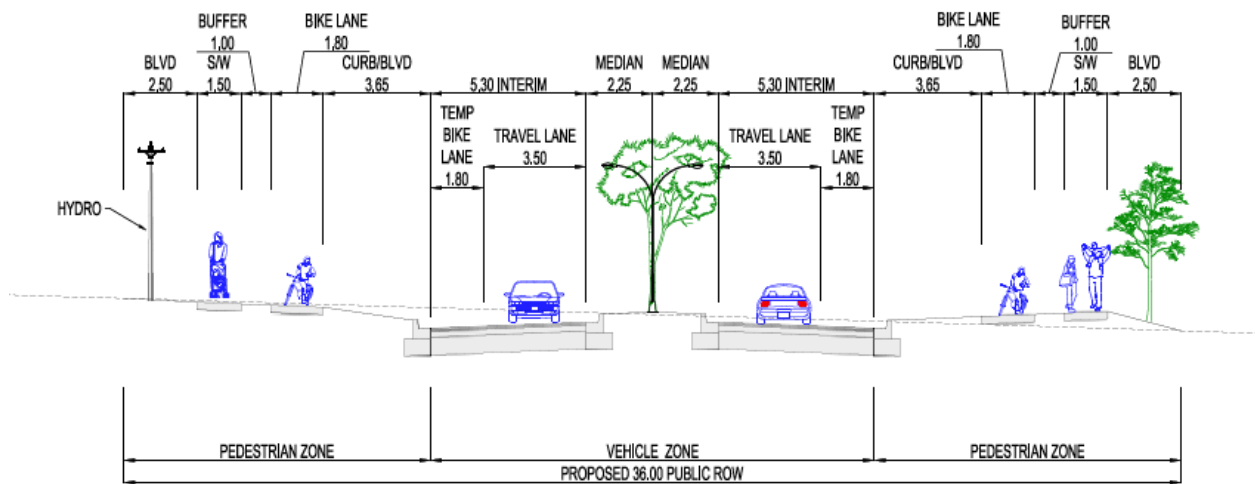 BUFFER
1.00
BIKE LANE
1.80
BLVD
2.50
S/W
1.50
CURB/BLVD
3.65
5.30 INTERIM
MEDIAN
2.25
MEDIAN
2.25
5.30 INTERIM
CURB/BLVD
3.65
BIKE LANE
1.80
BUFFER
1.00
S/W
1.50
BLVD
2.50
TEMP
BIKE
LANE
1.80
TRAVEL LANE
3.50
TRAVEL LANE
3.50
TEMP
BIKE
LANE
1.80
HYDRO
PEDESTRIAN ZONE
VEHICLE ZONE
PEDESTRIAN ZONE
PROPOSED 36.00 PUBLIC ROW